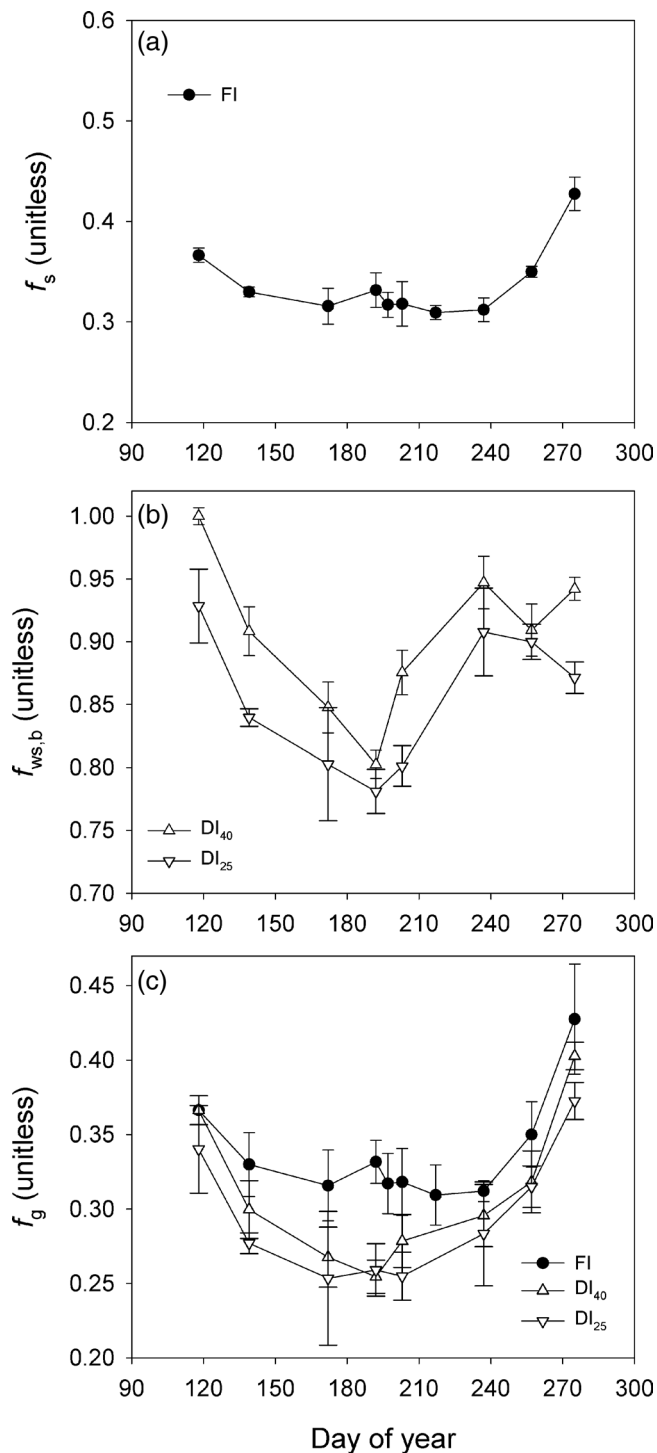 (a)
FI
0.6
0.5
0.4
0.3
0.2
fs (unitless)
90 120 150 180 210 240 270 300
(b)
1.00
0.95
0.90
0.85
0.80
0.75
0.70
fws,b (unitless)
DI40
DI25
90 120 150 180 210 240 270 300
(c)
0.45
0.40
0.35
0.30
0.25
0.20
fg (unitless)
FI
DI40
DI25
90 120 150 180 210 240 270 300
Day of year